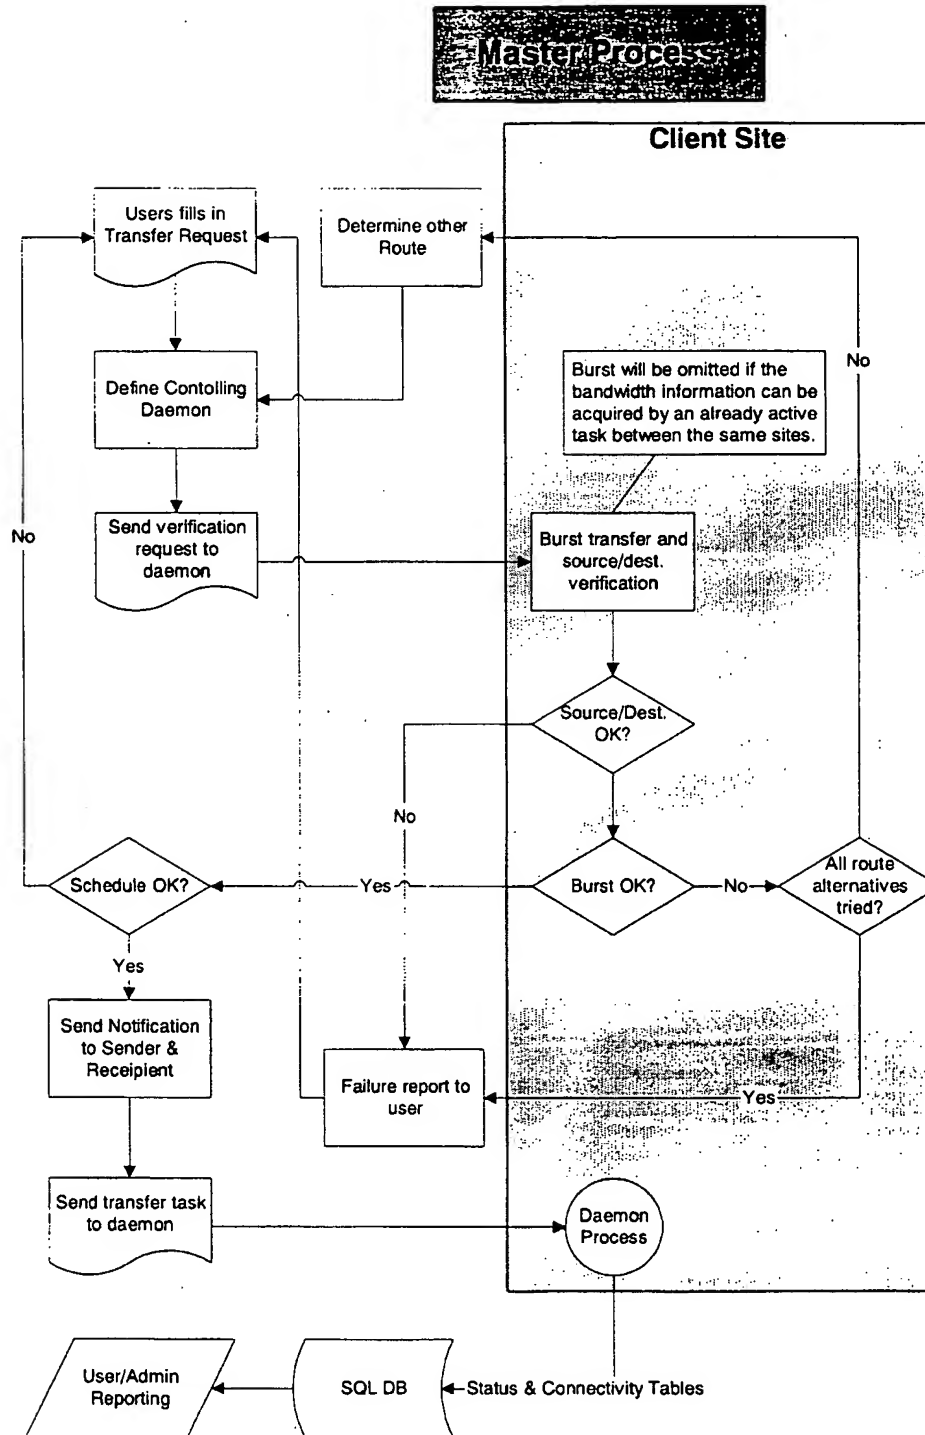 Master Process
Client Site
Users fills in
Transfer Request
Determine other
Route
No
Burst will be omitted if the
bandwidth information can be
acquired by an already active
task between the same sites.
Define Contolling
Daemon
No
Send verification
request to
daemon
Burst transfer and
source/dest.
verification
Source/Dest.
OK?
No
Schedule OK?
Yes
Burst OK?
No
All route
alternatives
tried?
Yes
Send Notification
to Sender &
Receipient
Failure report to
user
Yes
Send transfer task
to daemon
Daemon
Process
User/Admin
Reporting
SQL DB
Status & Connectivity Tables